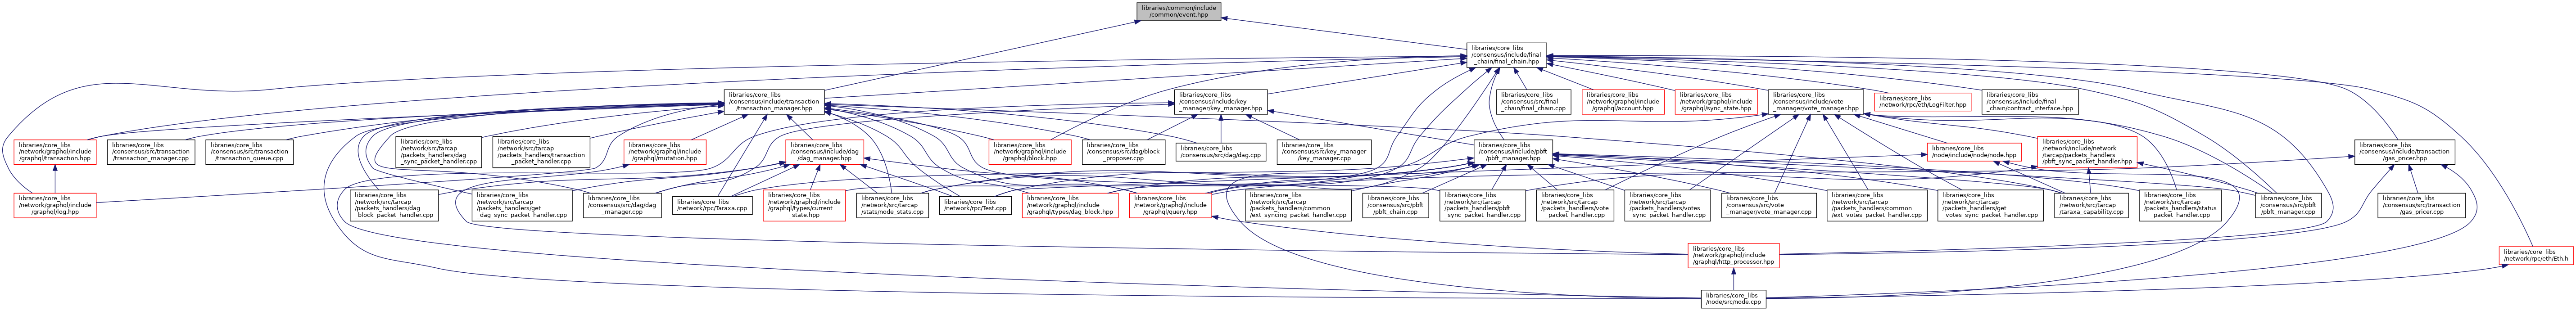 libraries/common/include
/common/event.hpp
libraries/core_libs
/consensus/include/final
_chain/final_chain.hpp
libraries/core_libs
/consensus/include/transaction
/transaction_manager.hpp
libraries/core_libs
/consensus/include/key
_manager/key_manager.hpp
libraries/core_libs
/consensus/src/final
_chain/final_chain.cpp
libraries/core_libs
/network/graphql/include
/graphql/account.hpp
libraries/core_libs
/network/graphql/include
/graphql/sync_state.hpp
libraries/core_libs
/consensus/include/vote
_manager/vote_manager.hpp
libraries/core_libs
/network/rpc/eth/LogFilter.hpp
libraries/core_libs
/consensus/include/final
_chain/contract_interface.hpp
libraries/core_libs
/network/graphql/include
/graphql/transaction.hpp
libraries/core_libs
/consensus/src/transaction
/transaction_manager.cpp
libraries/core_libs
/consensus/src/transaction
/transaction_queue.cpp
libraries/core_libs
/network/src/tarcap
/packets_handlers/dag
_sync_packet_handler.cpp
libraries/core_libs
/network/src/tarcap
/packets_handlers/transaction
_packet_handler.cpp
libraries/core_libs
/network/graphql/include
/graphql/mutation.hpp
libraries/core_libs
/consensus/include/dag
/dag_manager.hpp
libraries/core_libs
/network/graphql/include
/graphql/block.hpp
libraries/core_libs
/consensus/src/dag/block
_proposer.cpp
libraries/core_libs
/consensus/src/dag/dag.cpp
libraries/core_libs
/consensus/src/key_manager
/key_manager.cpp
libraries/core_libs
/consensus/include/pbft
/pbft_manager.hpp
libraries/core_libs
/node/include/node/node.hpp
libraries/core_libs
/network/include/network
/tarcap/packets_handlers
/pbft_sync_packet_handler.hpp
libraries/core_libs
/consensus/include/transaction
/gas_pricer.hpp
libraries/core_libs
/network/graphql/include
/graphql/log.hpp
libraries/core_libs
/network/src/tarcap
/packets_handlers/dag
_block_packet_handler.cpp
libraries/core_libs
/network/src/tarcap
/packets_handlers/get
_dag_sync_packet_handler.cpp
libraries/core_libs
/consensus/src/dag/dag
_manager.cpp
libraries/core_libs
/network/rpc/Taraxa.cpp
libraries/core_libs
/network/graphql/include
/graphql/types/current
_state.hpp
libraries/core_libs
/network/src/tarcap
/stats/node_stats.cpp
libraries/core_libs
/network/rpc/Test.cpp
libraries/core_libs
/network/graphql/include
/graphql/types/dag_block.hpp
libraries/core_libs
/network/graphql/include
/graphql/query.hpp
libraries/core_libs
/network/src/tarcap
/packets_handlers/common
/ext_syncing_packet_handler.cpp
libraries/core_libs
/consensus/src/pbft
/pbft_chain.cpp
libraries/core_libs
/network/src/tarcap
/packets_handlers/pbft
_sync_packet_handler.cpp
libraries/core_libs
/network/src/tarcap
/packets_handlers/vote
_packet_handler.cpp
libraries/core_libs
/network/src/tarcap
/packets_handlers/votes
_sync_packet_handler.cpp
libraries/core_libs
/consensus/src/vote
_manager/vote_manager.cpp
libraries/core_libs
/network/src/tarcap
/packets_handlers/common
/ext_votes_packet_handler.cpp
libraries/core_libs
/network/src/tarcap
/packets_handlers/get
_votes_sync_packet_handler.cpp
libraries/core_libs
/network/src/tarcap
/taraxa_capability.cpp
libraries/core_libs
/network/src/tarcap
/packets_handlers/status
_packet_handler.cpp
libraries/core_libs
/consensus/src/pbft
/pbft_manager.cpp
libraries/core_libs
/consensus/src/transaction
/gas_pricer.cpp
libraries/core_libs
/network/graphql/include
/graphql/http_processor.hpp
libraries/core_libs
/network/rpc/eth/Eth.h
libraries/core_libs
/node/src/node.cpp